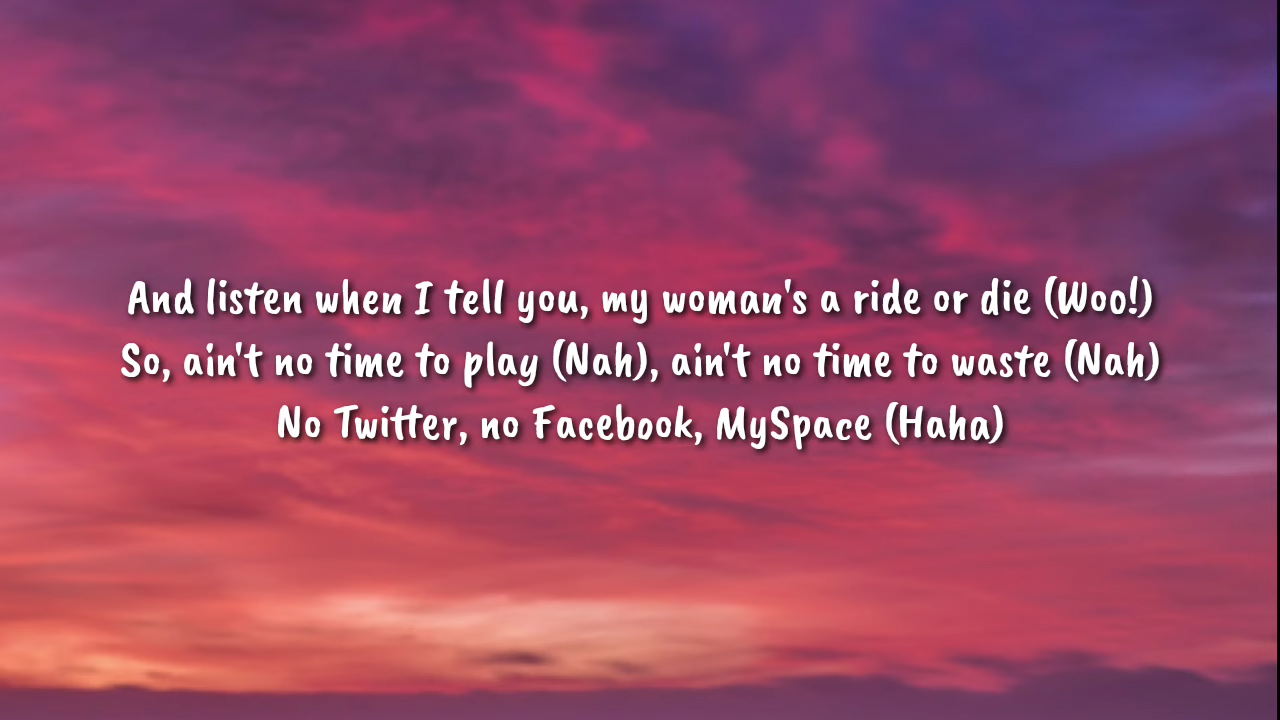 And listen when I tell you, my woman's a ride or die (Woo!)
So, ain't no time to play (Nah), ain't no time to waste (Nah)
No Twitter, no Facebook, MySpace (Haha)